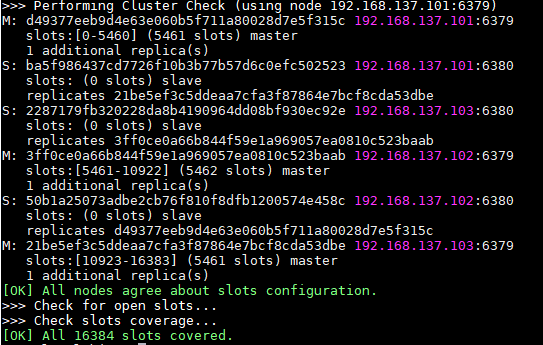 >>> Performing Cluster Check (using node 192.168.137.101:6379)
M: d49377eeb9d4e63e060b5f711a80028d7e5f315c 192.168.137.101:6379
slots:[0-5460] (5461 slots) master
1 additional replica(s)
S: ba5f986437cd7726f10b3b77b57d6c0efc502523 192.168.137.101:6380
slots: (0 slots) slave
replicates 21be5ef3c5ddeaa7cfa3f87864e7bcf8cda53dbe
S: 2287179fb320228da8b4190964dd08bf930ec92e 192.168.137.103:6380
slots: (0 slots) slave
replicates 3ff0ce0a66b844f59e1a969057ea0810c523baab
M: 3ff0ce0a66b844f59e1a969057ea0810c523baab 192.168.137.102:6379
slots:[5461-10922] (5462 slots) master
1 additional replica(s)
S: 50b1a25073adbe2cb76f810f8dfb1200574e458c 192.168.137.102:6380
slots: (0 slots) slave
replicates d49377eeb9d4e63e060b5f711a80028d7e5f315c
M: 21be5ef3c5ddeaa7cfa3f87864e7bcf8cda53dbe 192.168.137.103:6379
slots:[10923-16383] (5461 slots) master
1 additional replica(s)
[OK] All nodes agree about slots configuration.
>>> Check for open slots...
>>> Check slots coverage...
[OK] All 16384 slots covered.